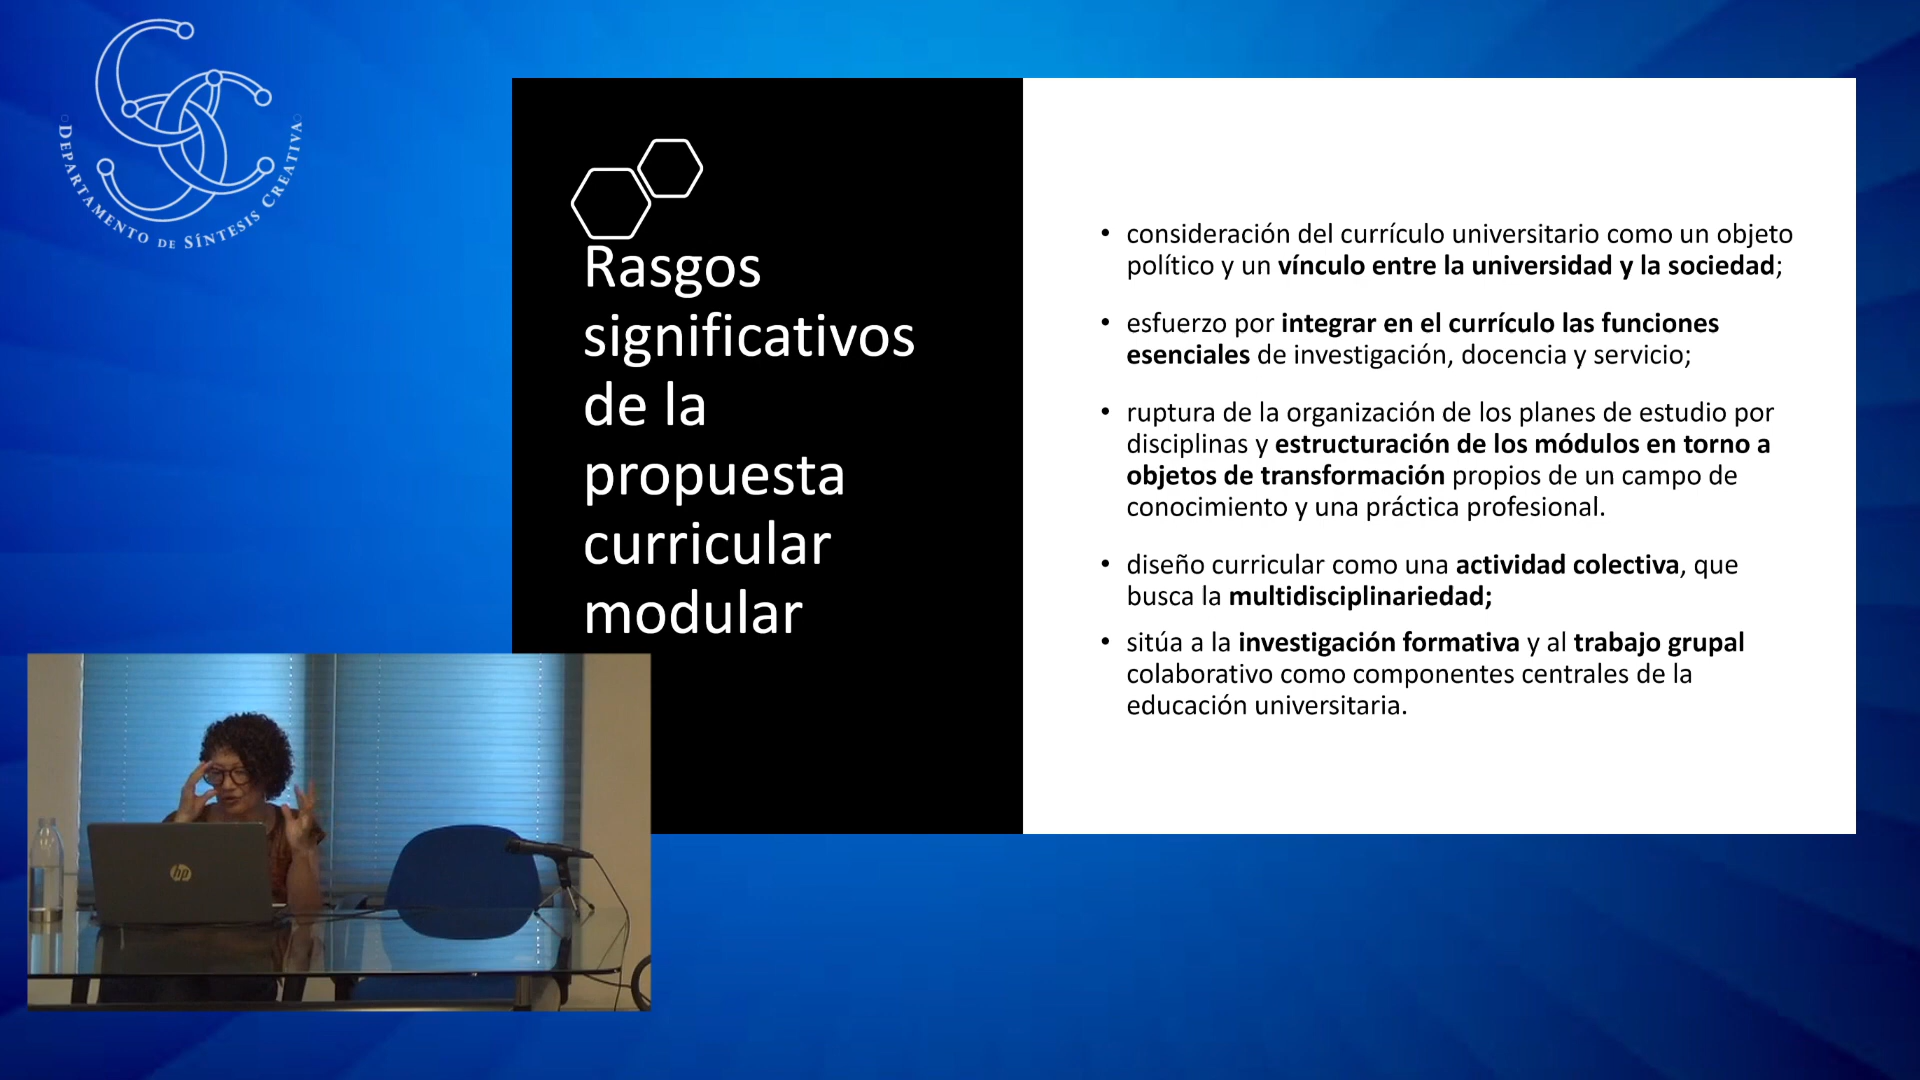 DEPARTAMENTO DE SÍNTESIS CREATIVA
Rasgos
significativos
de la
propuesta
curricular
modular
• consideración del currículo universitario como un objeto
político y un vínculo entre la universidad y la sociedad;
• esfuerzo por integrar en el currículo las funciones
esenciales de investigación, docencia y servicio;
• ruptura de la organización de los planes de estudio por
disciplinas y estructuración de los módulos en torno a
objetos de transformación propios de un campo de
conocimiento y una práctica profesional.
• diseño curricular como una actividad colectiva, que
busca la multidisciplinariedad;
• sitúa a la investigación formativa y al trabajo grupal
colaborativo como componentes centrales de la
educación universitaria.
hp